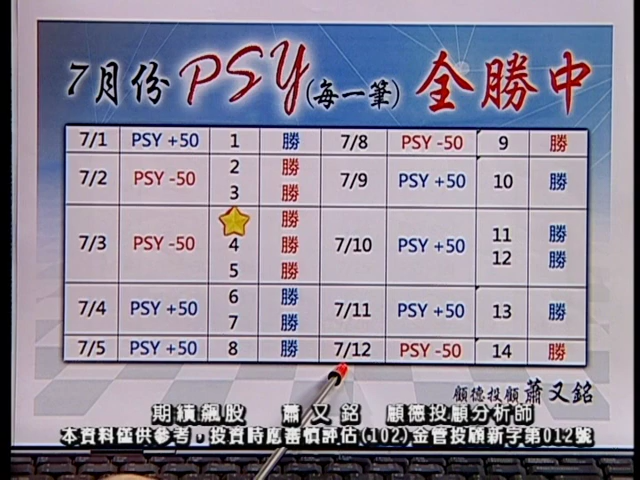 7月份PSY(每一筆)全勝中
7/1 PSY +50 1 勝 7/8 PSY -50 9 勝
7/2 PSY -50 2 勝 3 勝 7/9 PSY +50 10 勝
7/3 PSY -50 勝 4 勝 5 勝 7/10 PSY +50 11 勝 12 勝
7/4 PSY +50 6 勝 7 勝 7/11 PSY +50 13 勝
7/5 PSY +50 8 勝 7/12 PSY -50 14 勝
顧德投顧 蕭又銘
期績飆股 蕭又銘 顧德投顧分析師
本資料僅供參考，投資時應審慎評估(102)金管投顧新字第012號